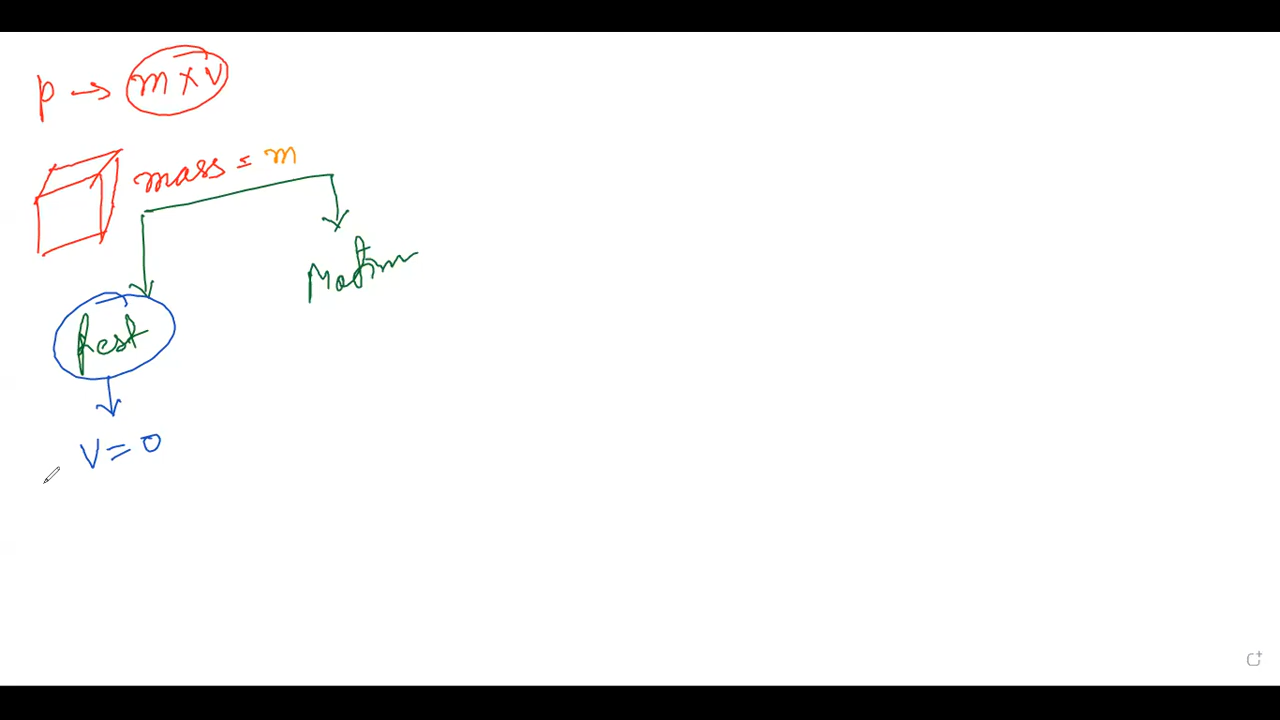 p → m × v
mass = m
Motion
Rest
V = 0